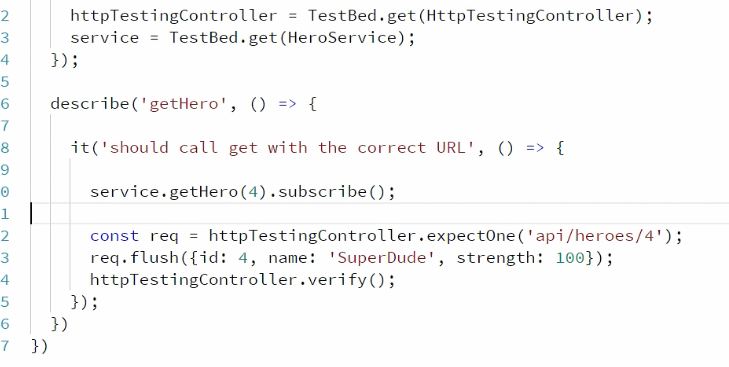 2 httpTestingController = TestBed.get(HttpTestingController);
3 service = TestBed.get(HeroService);
4 });
5
6 describe('getHero', () => {
7
8 it('should call get with the correct URL', () => {
9
0 service.getHero(4).subscribe();
1
2 const req = httpTestingController.expectOne('api/heroes/4');
3 req.flush({id: 4, name: 'SuperDude', strength: 100});
4 httpTestingController.verify();
5 });
6 })
7 })